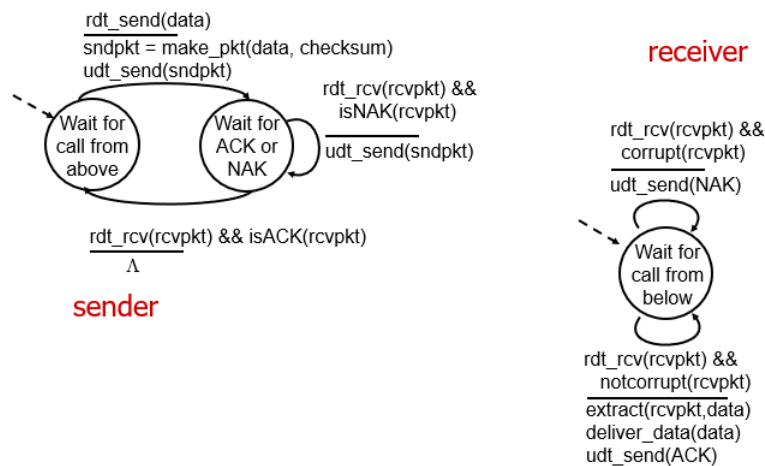 rdt_send(data)
sndpkt = make_pkt(data, checksum)
udt_send(sndpkt)
Wait for
call from
above
Wait for
ACK or
NAK
rdt_rcv(rcvpkt) &&
isNAK(rcvpkt)
udt_send(sndpkt)
rdt_rcv(rcvpkt) && isACK(rcvpkt)
Λ
sender
receiver
rdt_rcv(rcvpkt) &&
corrupt(rcvpkt)
udt_send(NAK)
Wait for
call from
below
rdt_rcv(rcvpkt) &&
notcorrupt(rcvpkt)
extract(rcvpkt,data)
deliver_data(data)
udt_send(ACK)